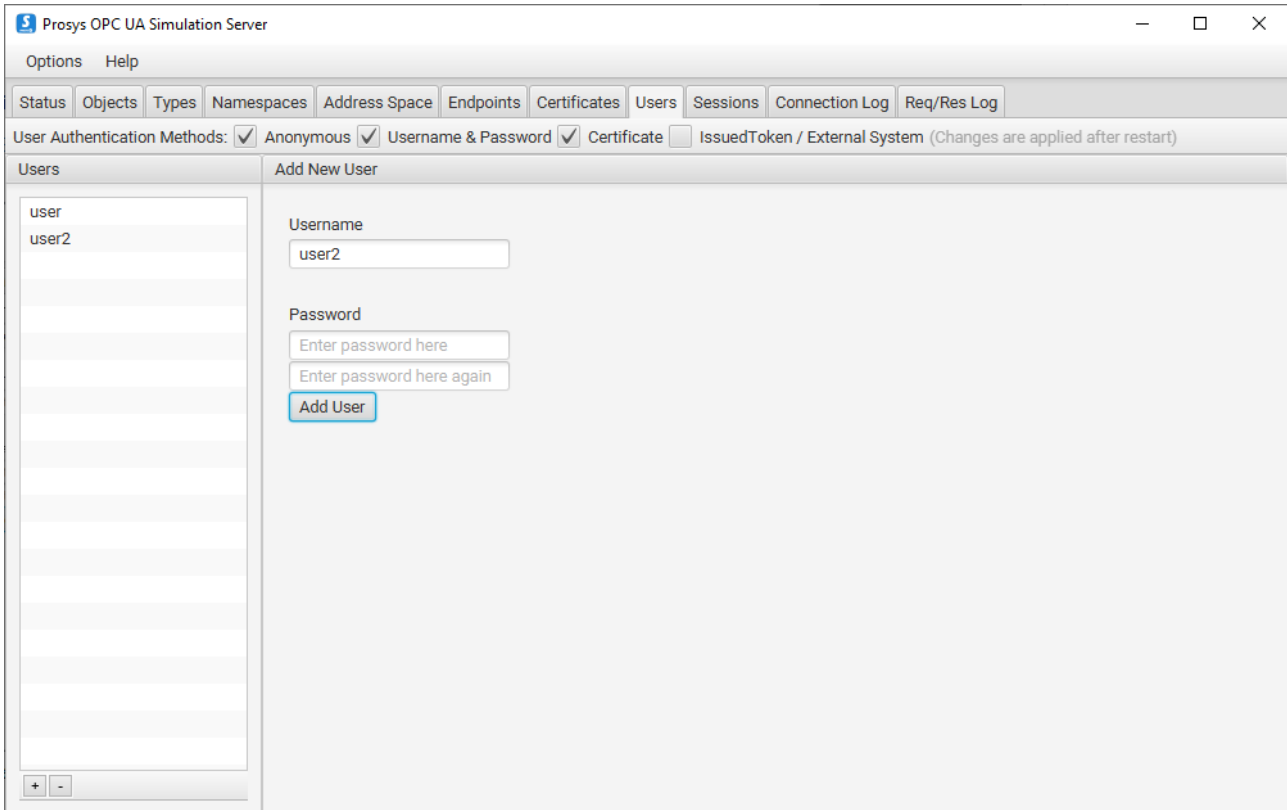 Prosys OPC UA Simulation Server
Options Help
Status Objects Types Namespaces Address Space Endpoints Certificates Users Sessions Connection Log Req/Res Log
User Authentication Methods: Anonymous Username & Password Certificate IssuedToken / External System (Changes are applied after restart)
Users Add New User
user
user2
Username
user2
Password
Enter password here
Enter password here again
Add User
+ -